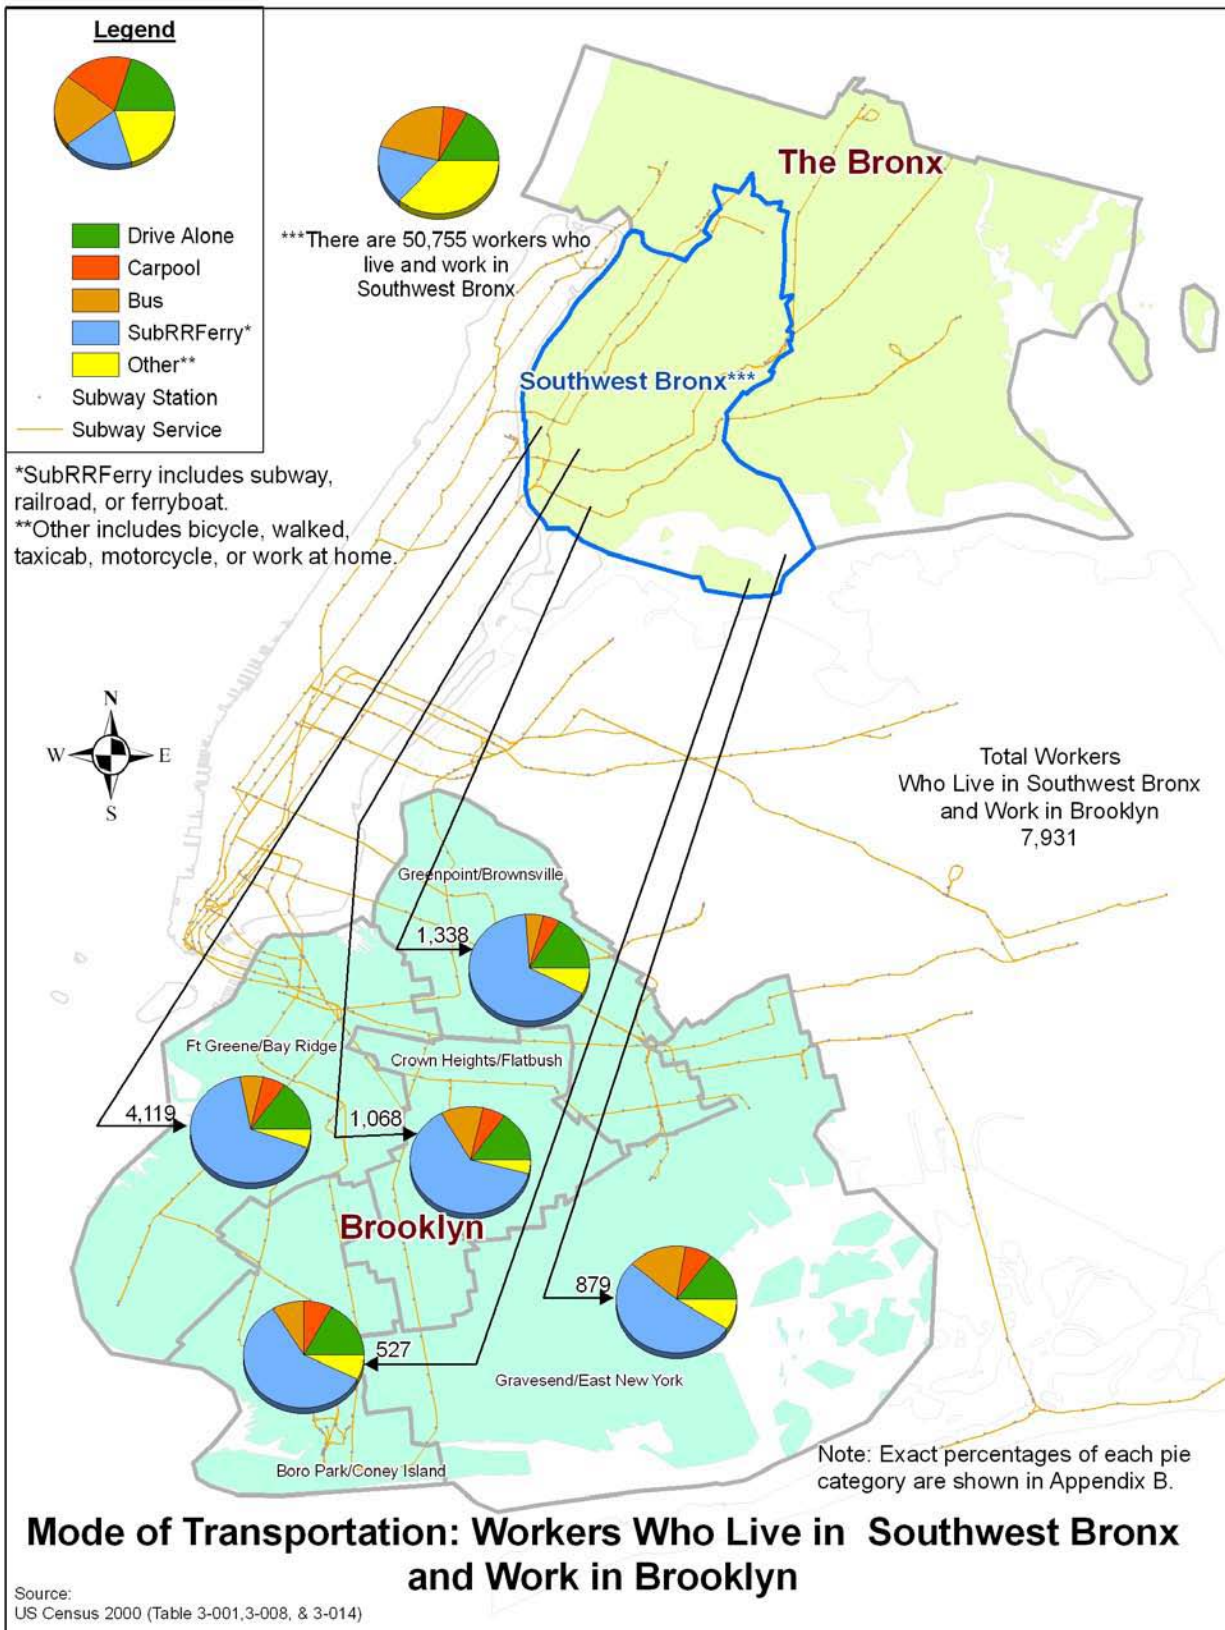 Legend
Drive Alone
Carpool
Bus
SubRRFerry*
Other**
Subway Station
Subway Service
*SubRRFerry includes subway,
railroad, or ferryboat.
**Other includes bicycle, walked,
taxicab, motorcycle, or work at home.
***There are 50,755 workers who
live and work in
Southwest Bronx
The Bronx
Southwest Bronx***
N
W
E
S
Total Workers
Who Live in Southwest Bronx
and Work in Brooklyn
7,931
Greenpoint/Brownsville
1,338
Ft Greene/Bay Ridge
Crown Heights/Flatbush
4,119
1,068
Brooklyn
879
527
Gravesend/East New York
Boro Park/Coney Island
Note: Exact percentages of each pie
category are shown in Appendix B.
Mode of Transportation: Workers Who Live in Southwest Bronx
and Work in Brooklyn
Source:
US Census 2000 (Table 3-001,3-008, & 3-014)